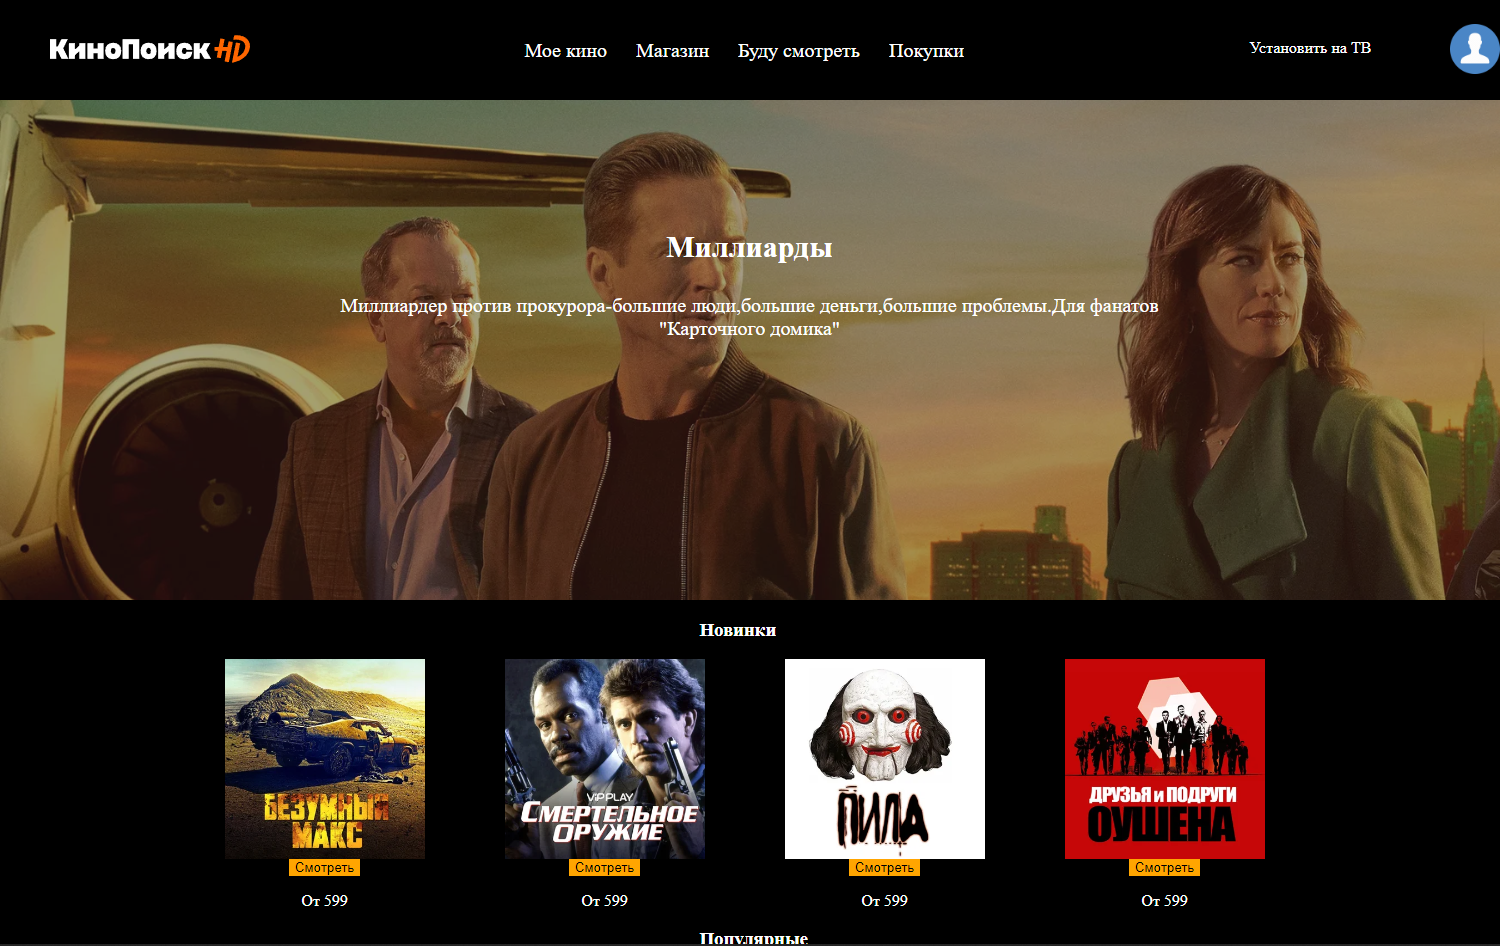 КиноПоиск HD
Мое кино Магазин Буду смотреть Покупки
Установить на ТВ
Миллиарды
Миллиардер против прокурора-большие люди,большие деньги,большие проблемы.Для фанатов
"Карточного домика"
Новинки
БЕЗУМНЫЙ
МАКС
ViPPLAY
СМЕРТЕЛЬНОЕ
ОРУЖИЕ
ПИЛА
ДРУЗЬЯ и ПОДРУГИ
ОУШЕНА
Смотреть Смотреть Смотреть Смотреть
От 599 От 599 От 599 От 599
Популярные